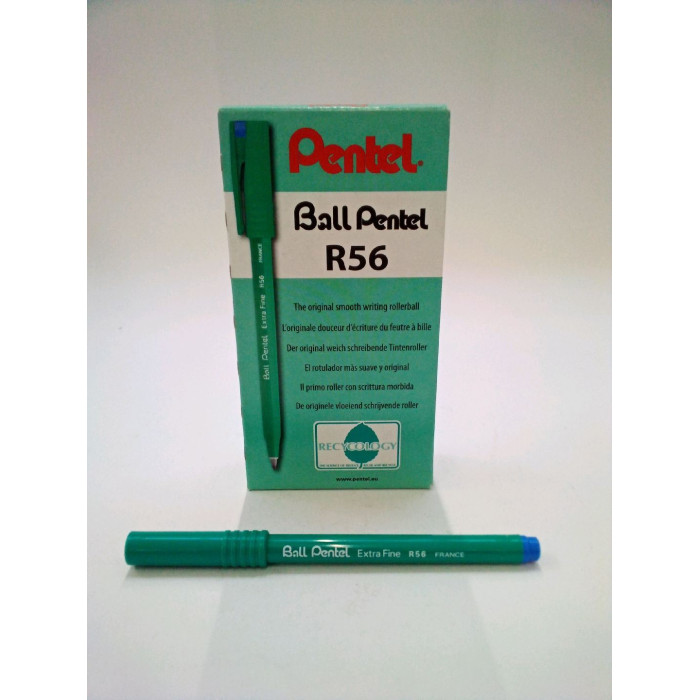 Pentel
Ball Pentel
R56
Ball Pentel Extra Fine R56 FRANCE
The original smooth writing rollerball
L'originale douceur d'écriture du feutre à bille
Der original weich schreibende Tintenroller
El rotulador màs suave y original
Il primo roller con scrittura morbida
De originele vloeiend schrijvende roller
RECYCOLOGY
www.pentel.eu
Ball Pentel Extra Fine R56 FRANCE